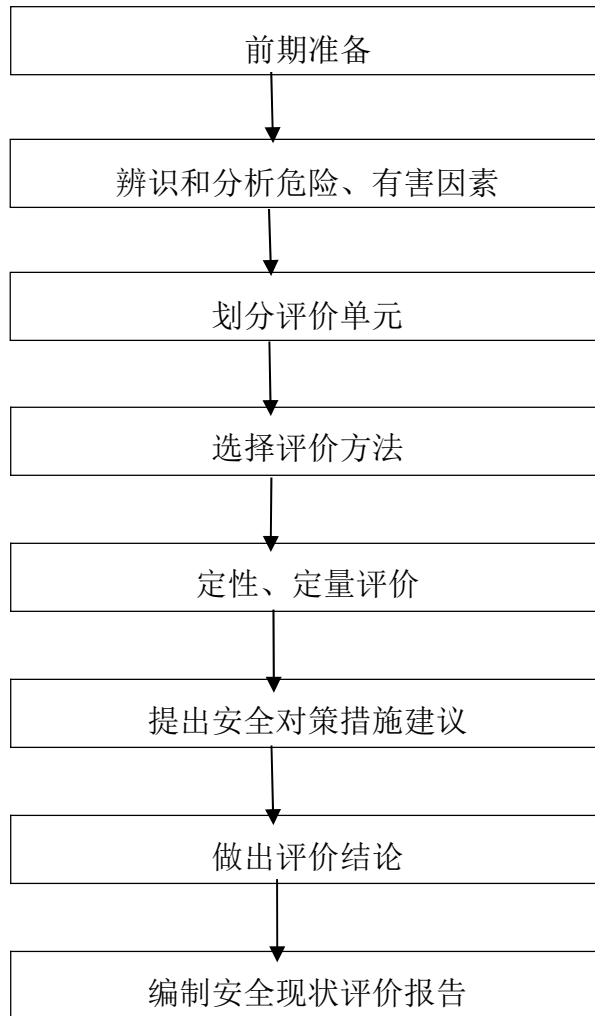 前期准备
辨识和分析危险、有害因素
划分评价单元
选择评价方法
定性、定量评价
提出安全对策措施建议
做出评价结论
编制安全现状评价报告